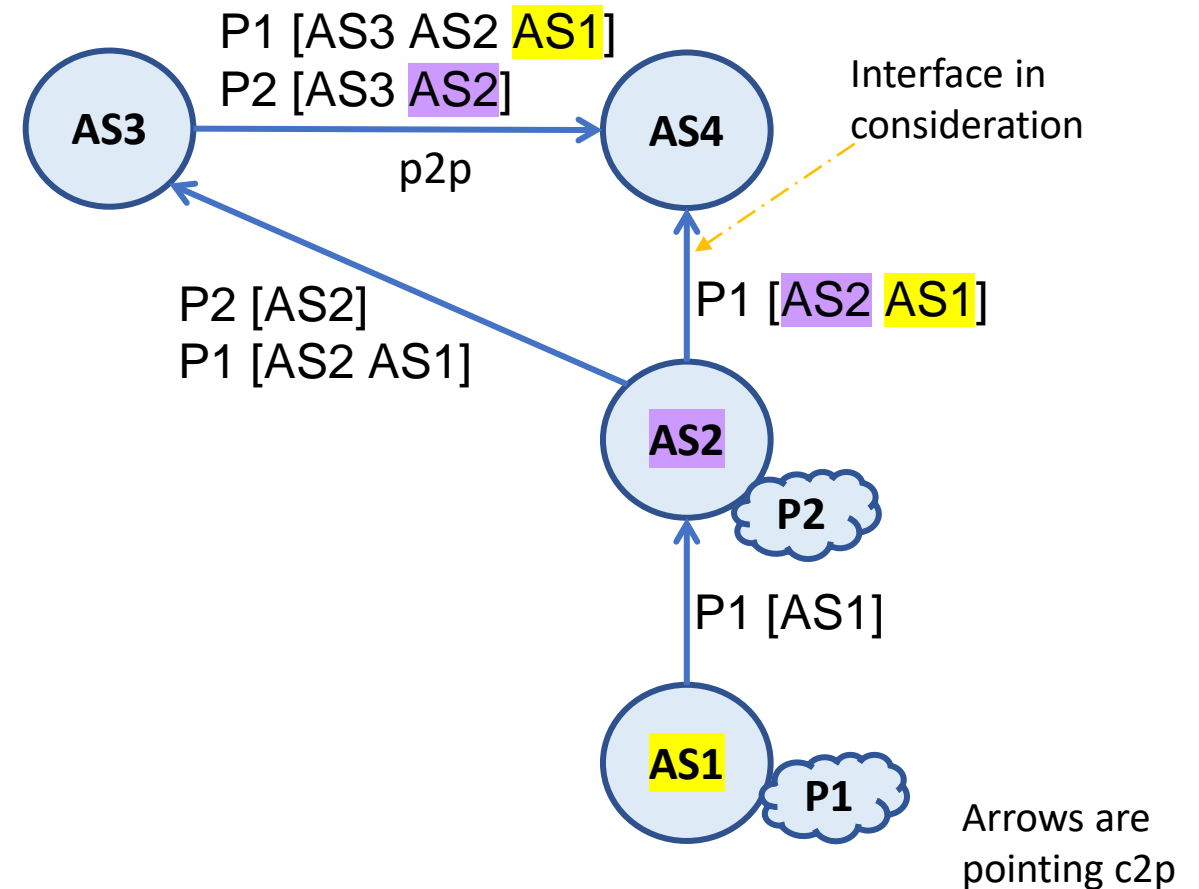 P1 [AS3 AS2 AS1]
P2 [AS3 AS2]
Interface in
consideration
AS3
AS4
p2p
P2 [AS2]
P1 [AS2 AS1]
P1 [AS2 AS1]
AS2
P2
P1 [AS1]
AS1
P1
Arrows are
pointing c2p